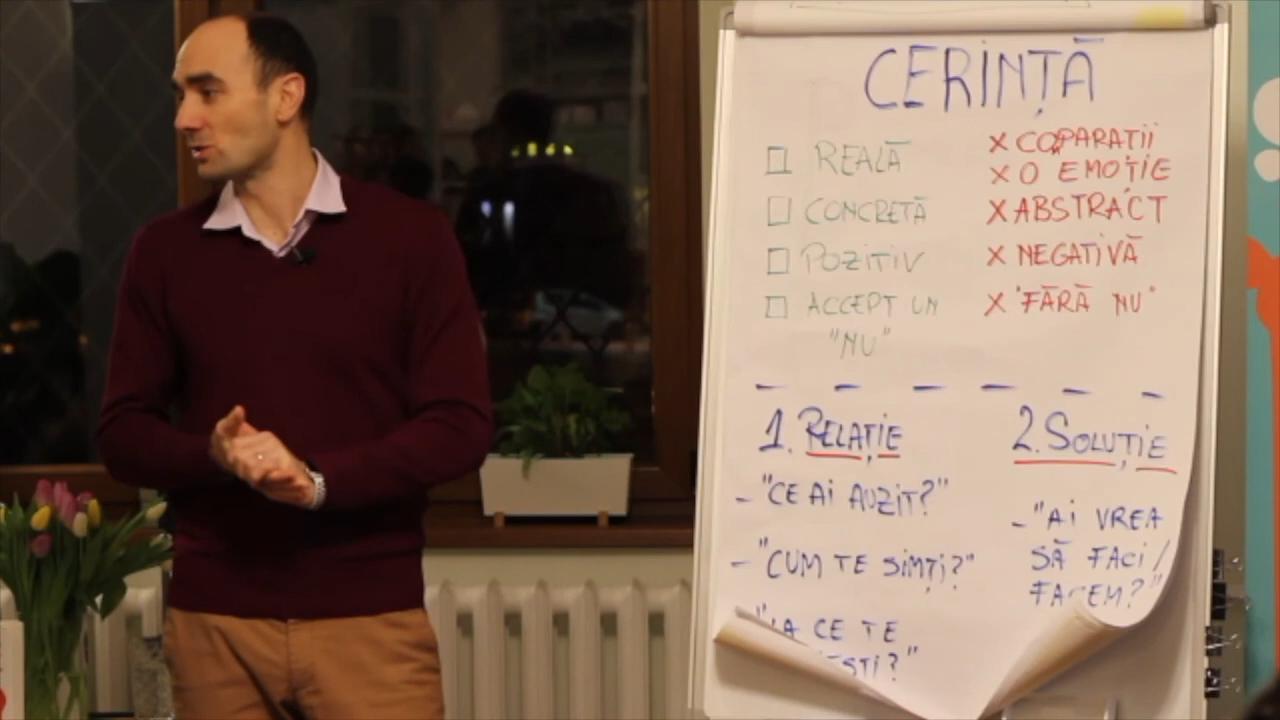 CERINȚĂ
REALĂ
CONCRETĂ
POZITIV
ACCEPT UN
"NU"
X COPARAȚII
X O EMOȚIE
X ABSTRACT
X NEGATIVĂ
X "FĂRĂ NU"
1. RELAȚIE
- "CE AI AUZIT?"
- "CUM TE SIMȚI?"
CE TE
2. SOLUȚIE
- "AI VREA
SĂ FACI /
FACEM?"